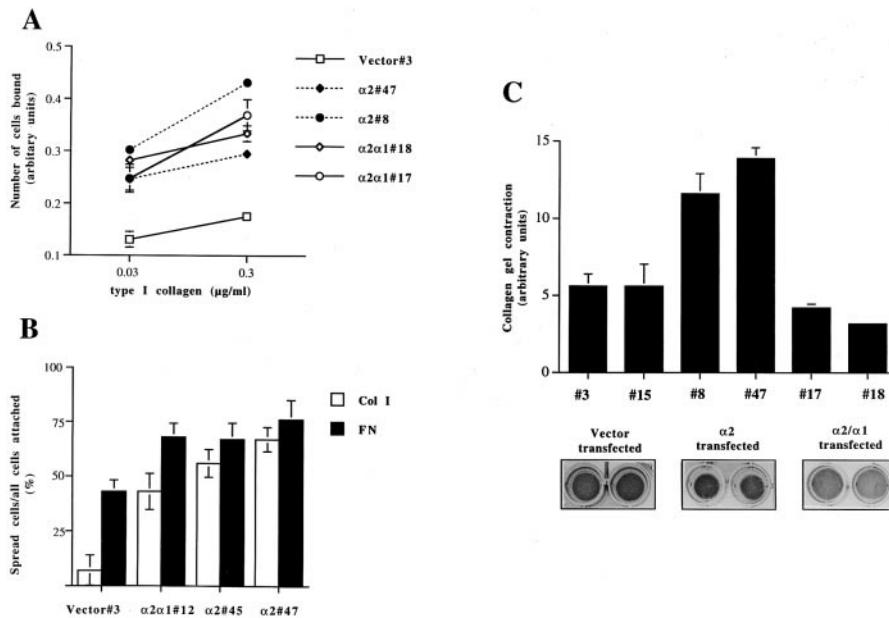 A
0.5
0.4
0.3
0.2
0.1
Number of cells bound
(arbitary units)
0.03
0.3
type I collagen (μg/ml)
Vector#3
α2#47
α2#8
α2α1#18
α2α1#17
B
100
75
50
25
Spread cells/all cells attached
(%)
Col I
FN
Vector#3
α2α1#12
α2#45
α2#47
C
15
10
5
0
Collagen gel contraction
(arbitrary units)
#3
#15
#8
#47
#17
#18
Vector
transfected
α2
transfected
α2/α1
transfected